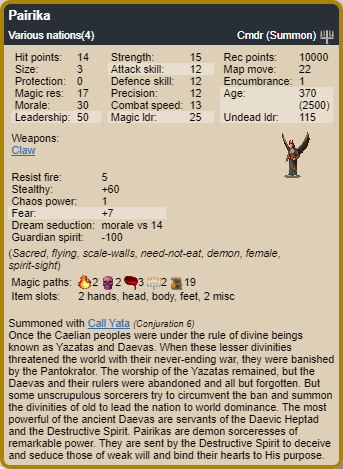 Pairika
Various nations(4) Cmdr (Summon)
Hit points: 14 Strength: 15 Rec points: 10000
Size: 3 Attack skill: 12 Map move: 22
Protection: 0 Defence skill: 12 Encumbrance: 1
Magic res: 17 Precision: 12 Age: 370
Morale: 30 Combat speed: 13 (2500)
Leadership: 50 Magic ldr: 25 Undead ldr: 115
Weapons:
Claw
Resist fire: 5
Stealthy: +60
Chaos power: 1
Fear: +7
Dream seduction: morale vs 14
Guardian spirit: -100
(Sacred, flying, scale-walls, need-not-eat, demon, female,
spirit-sight)
Magic paths: 2 2 3 2 19
Item slots: 2 hands, head, body, feet, 2 misc
Summoned with Call Yata (Conjuration 6)
Once the Caelian peoples were under the rule of divine beings
known as Yazatas and Daevas. When these lesser divinities
threatened the world with their never-ending war, they were banished
by the Pantokrator. The worship of the Yazatas remained, but the
Daevas and their rulers were abandoned and all but forgotten. But
some unscrupulous sorcerers try to circumvent the ban and summon
the divinities of old to lead the nation to world dominance. The most
powerful of the ancient Daevas are servants of the Daevic Heptad
and the Destructive Spirit. Pairikas are demon sorceresses of
remarkable power. They are sent by the Destructive Spirit to deceive
and seduce those of weak will and bind their hearts to His purpose.